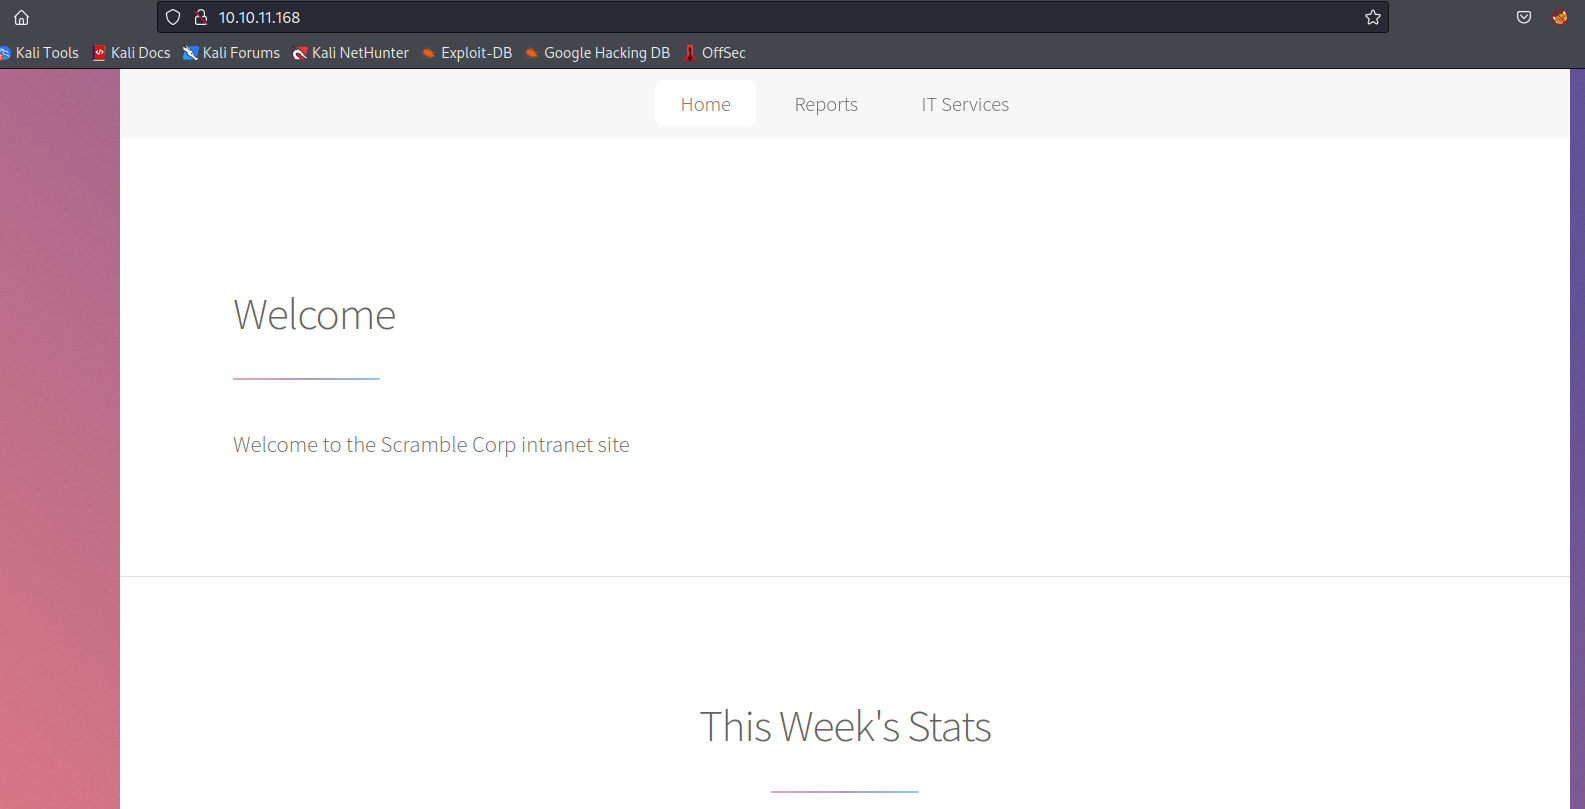 10.10.11.168
Kali Tools Kali Docs Kali Forums Kali NetHunter Exploit-DB Google Hacking DB OffSec
Home Reports IT Services
Welcome
Welcome to the Scramble Corp intranet site
This Week's Stats